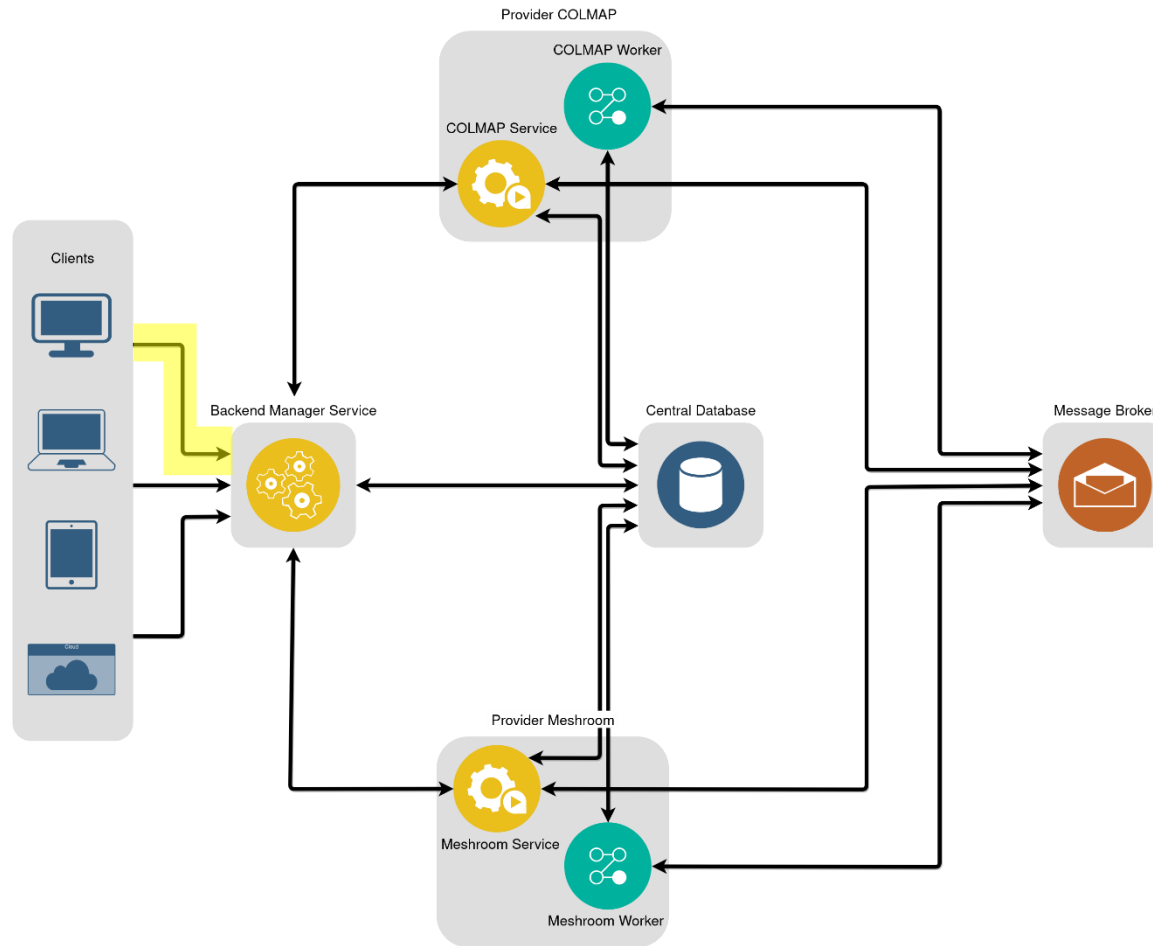 Provider COLMAP
COLMAP Worker
COLMAP Service
Clients
Backend Manager Service
Central Database
Message Broker
Cloud
Provider Meshroom
Meshroom Service
Meshroom Worker